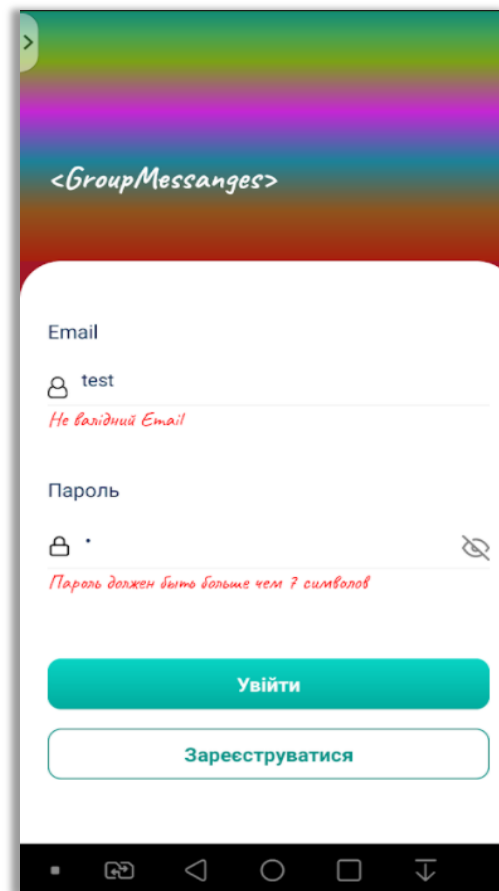 <GroupMessanges>
Email
test
Не валідний Email
Пароль
Пароль должен быть больше чем 7 символов
Увійти
Зареєструватися